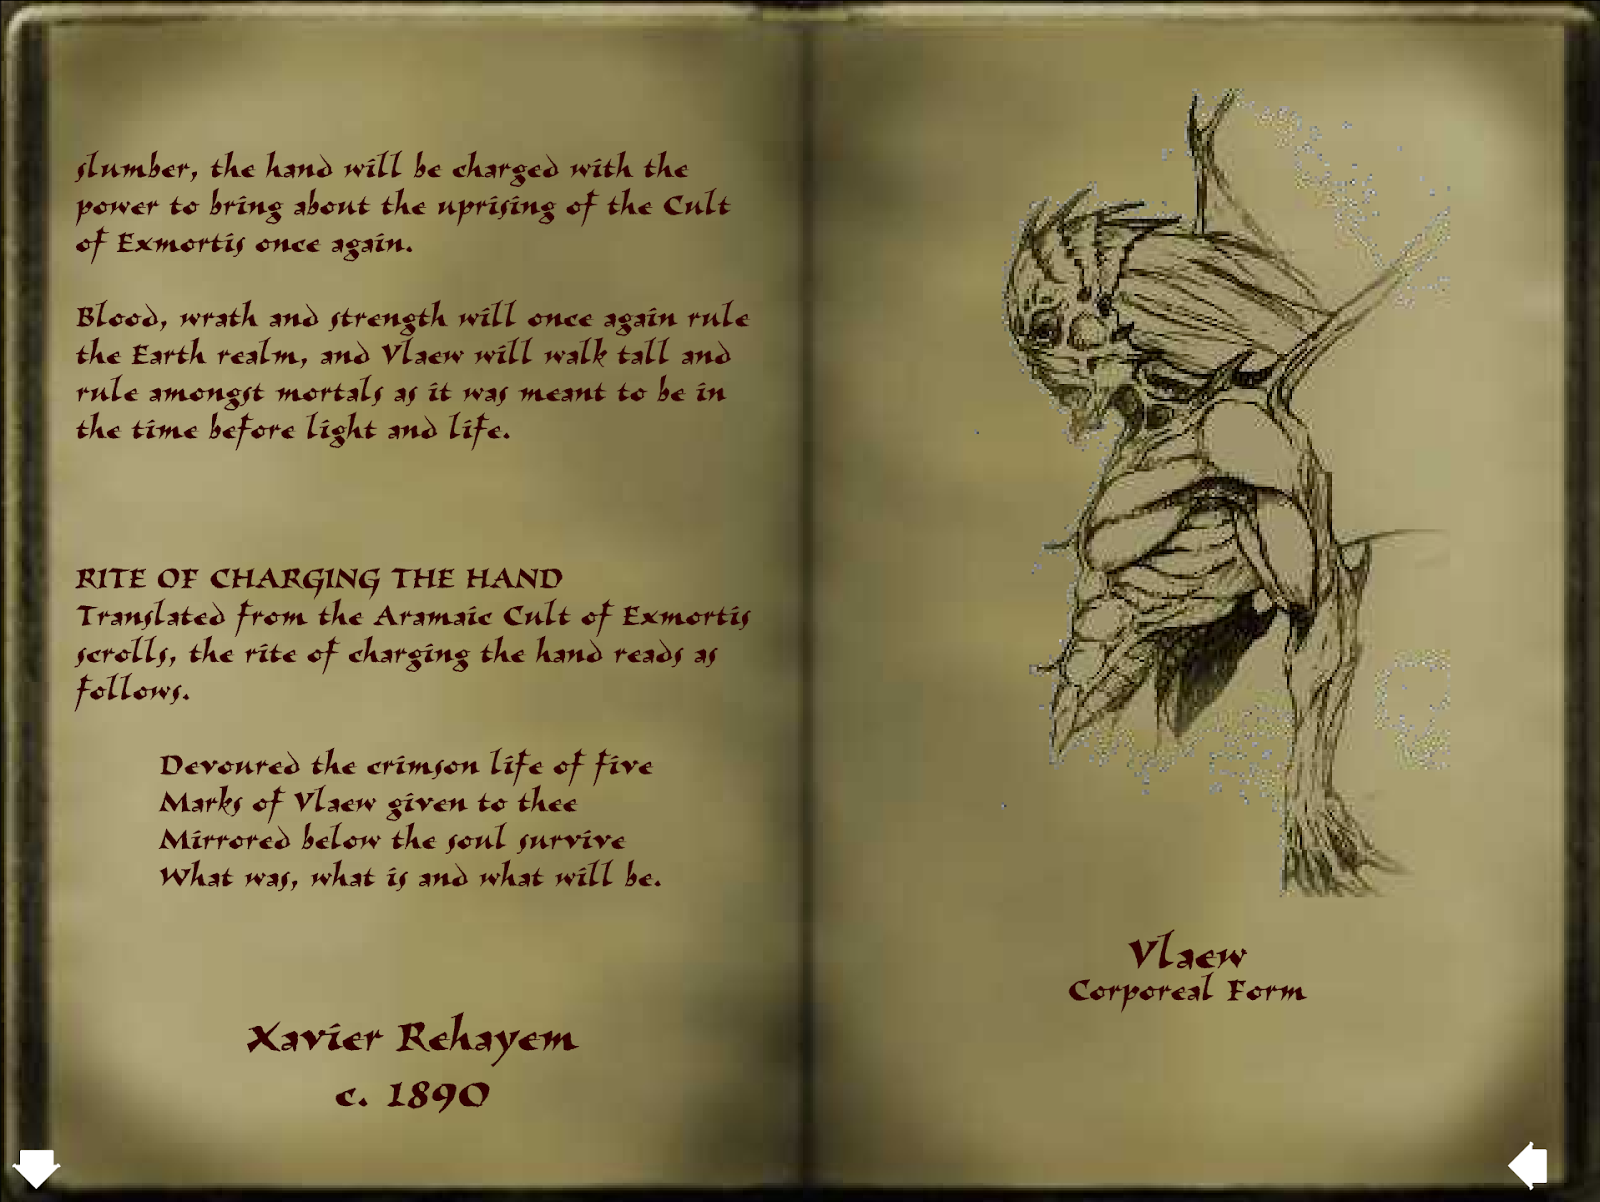 slumber, the hand will be charged with the
power to bring about the uprising of the Cult
of Exmortis once again.
Blood, wrath and strength will once again rule
the Earth realm, and Vlaew will walk tall and
rule amongst mortals as it was meant to be in
the time before light and life.
RITE OF CHARGING THE HAND
Translated from the Aramaic Cult of Exmortis
scrolls, the rite of charging the hand reads as
follows.
Devoured the crimson life of five
Marks of Vlaew given to thee
Mirrored below the soul survive
What was, what is and what will be.
Xavier Rehayem
c. 1890
Vlaew
Corporeal Form